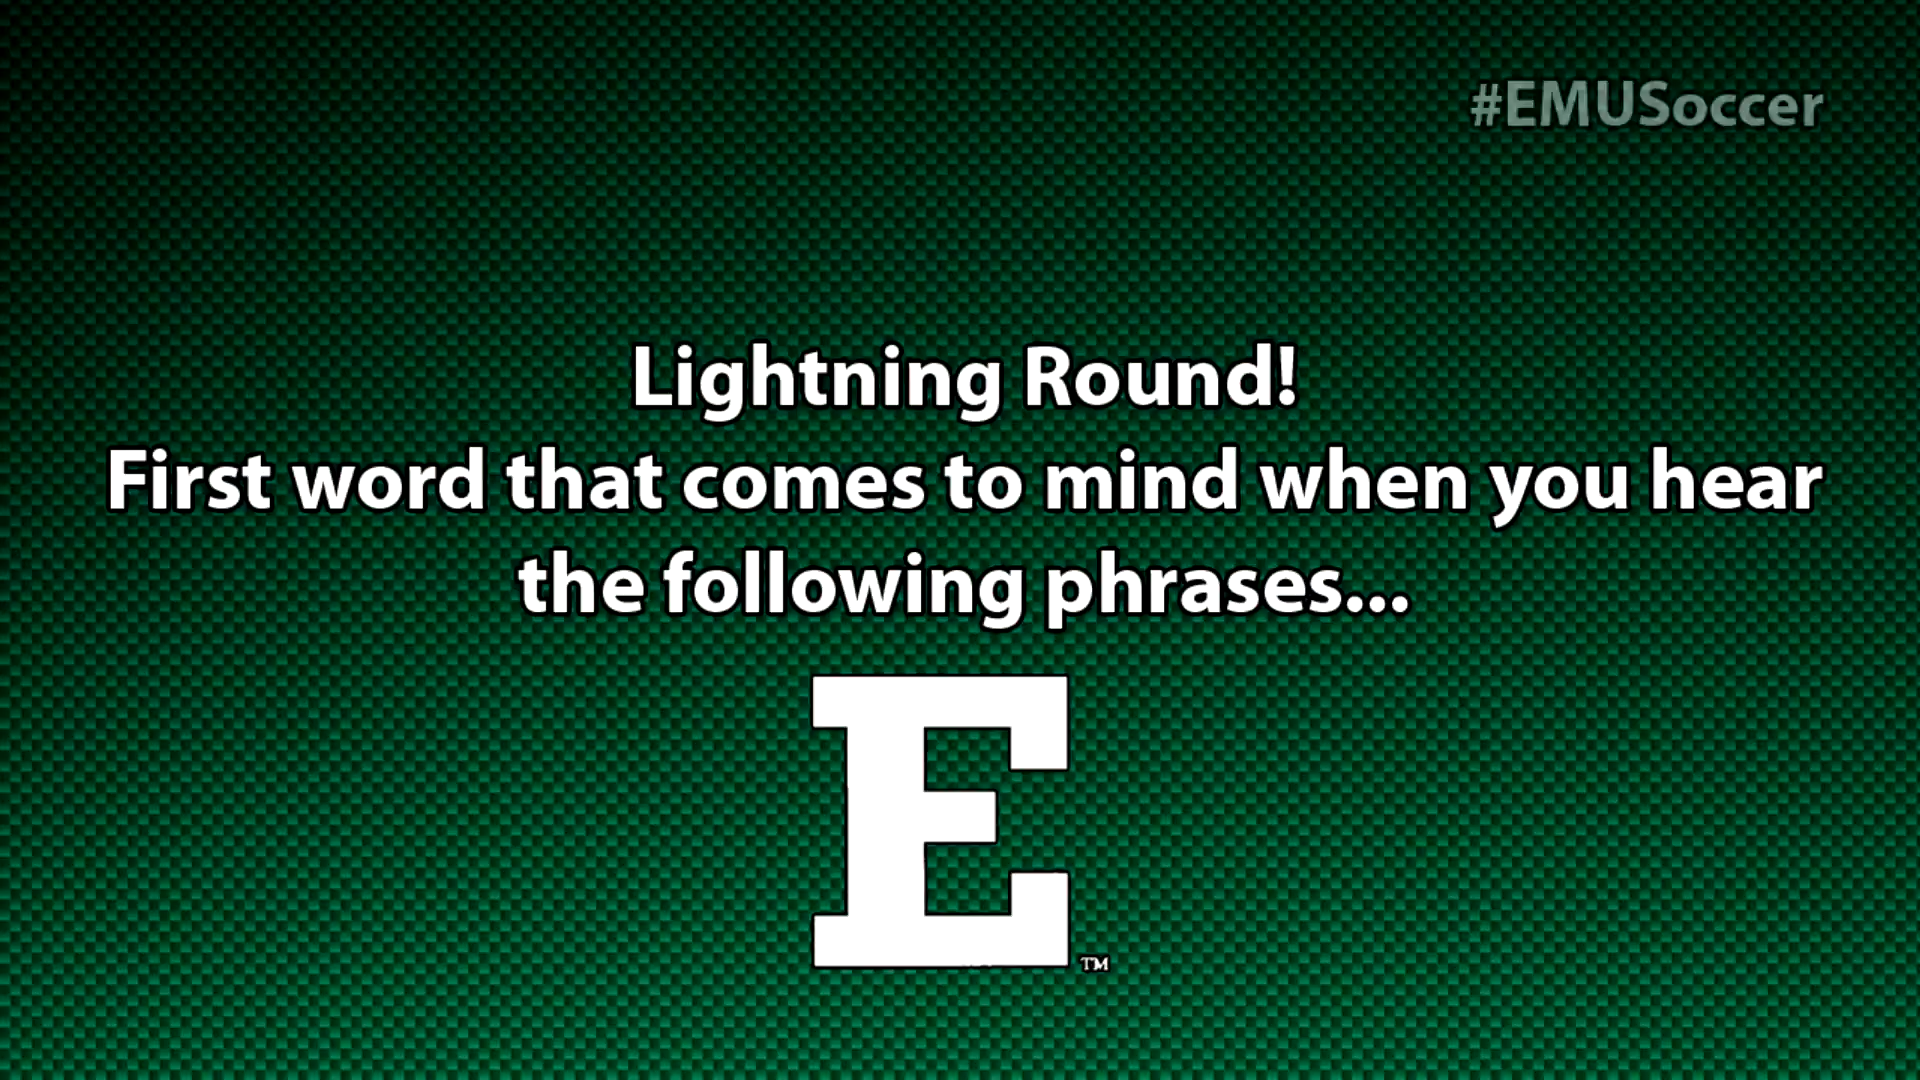 #EMUSoccer
Lightning Round!
First word that comes to mind when you hear
the following phrases...
E
TM